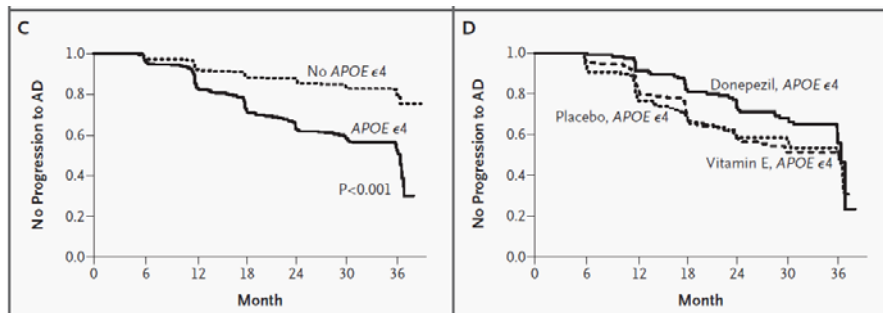 C
No Progression to AD
1.0
0.8
0.6
0.4
0.2
0.0
No APOE ϵ4
APOE ϵ4
P<0.001
0 6 12 18 24 30 36
Month
D
No Progression to AD
1.0
0.8
0.6
0.4
0.2
0.0
Donepezil, APOE ϵ4
Placebo, APOE ϵ4
Vitamin E, APOE ϵ4
0 6 12 18 24 30 36
Month